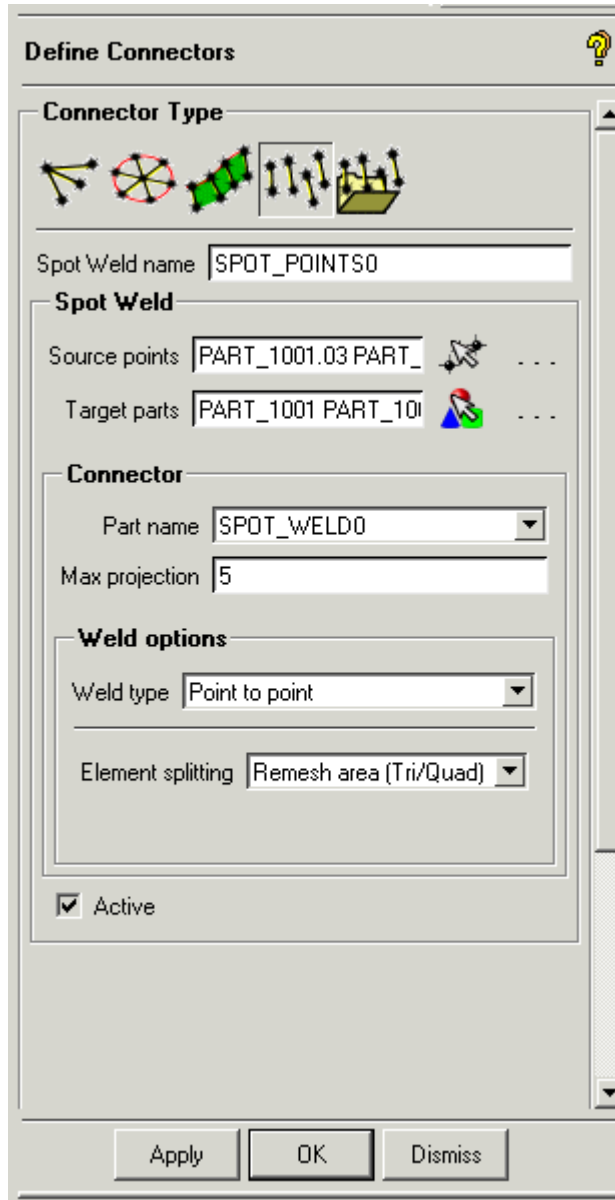 Define Connectors
Connector Type
Spot Weld name SPOT_POINTS0
Spot Weld
Source points PART_1001.03 PART_ ...
Target parts PART_1001 PART_10 ...
Connector
Part name SPOT_WELD0
Max projection 5
Weld options
Weld type Point to point
Element splitting Remesh area (Tri/Quad)
Active
Apply OK Dismiss